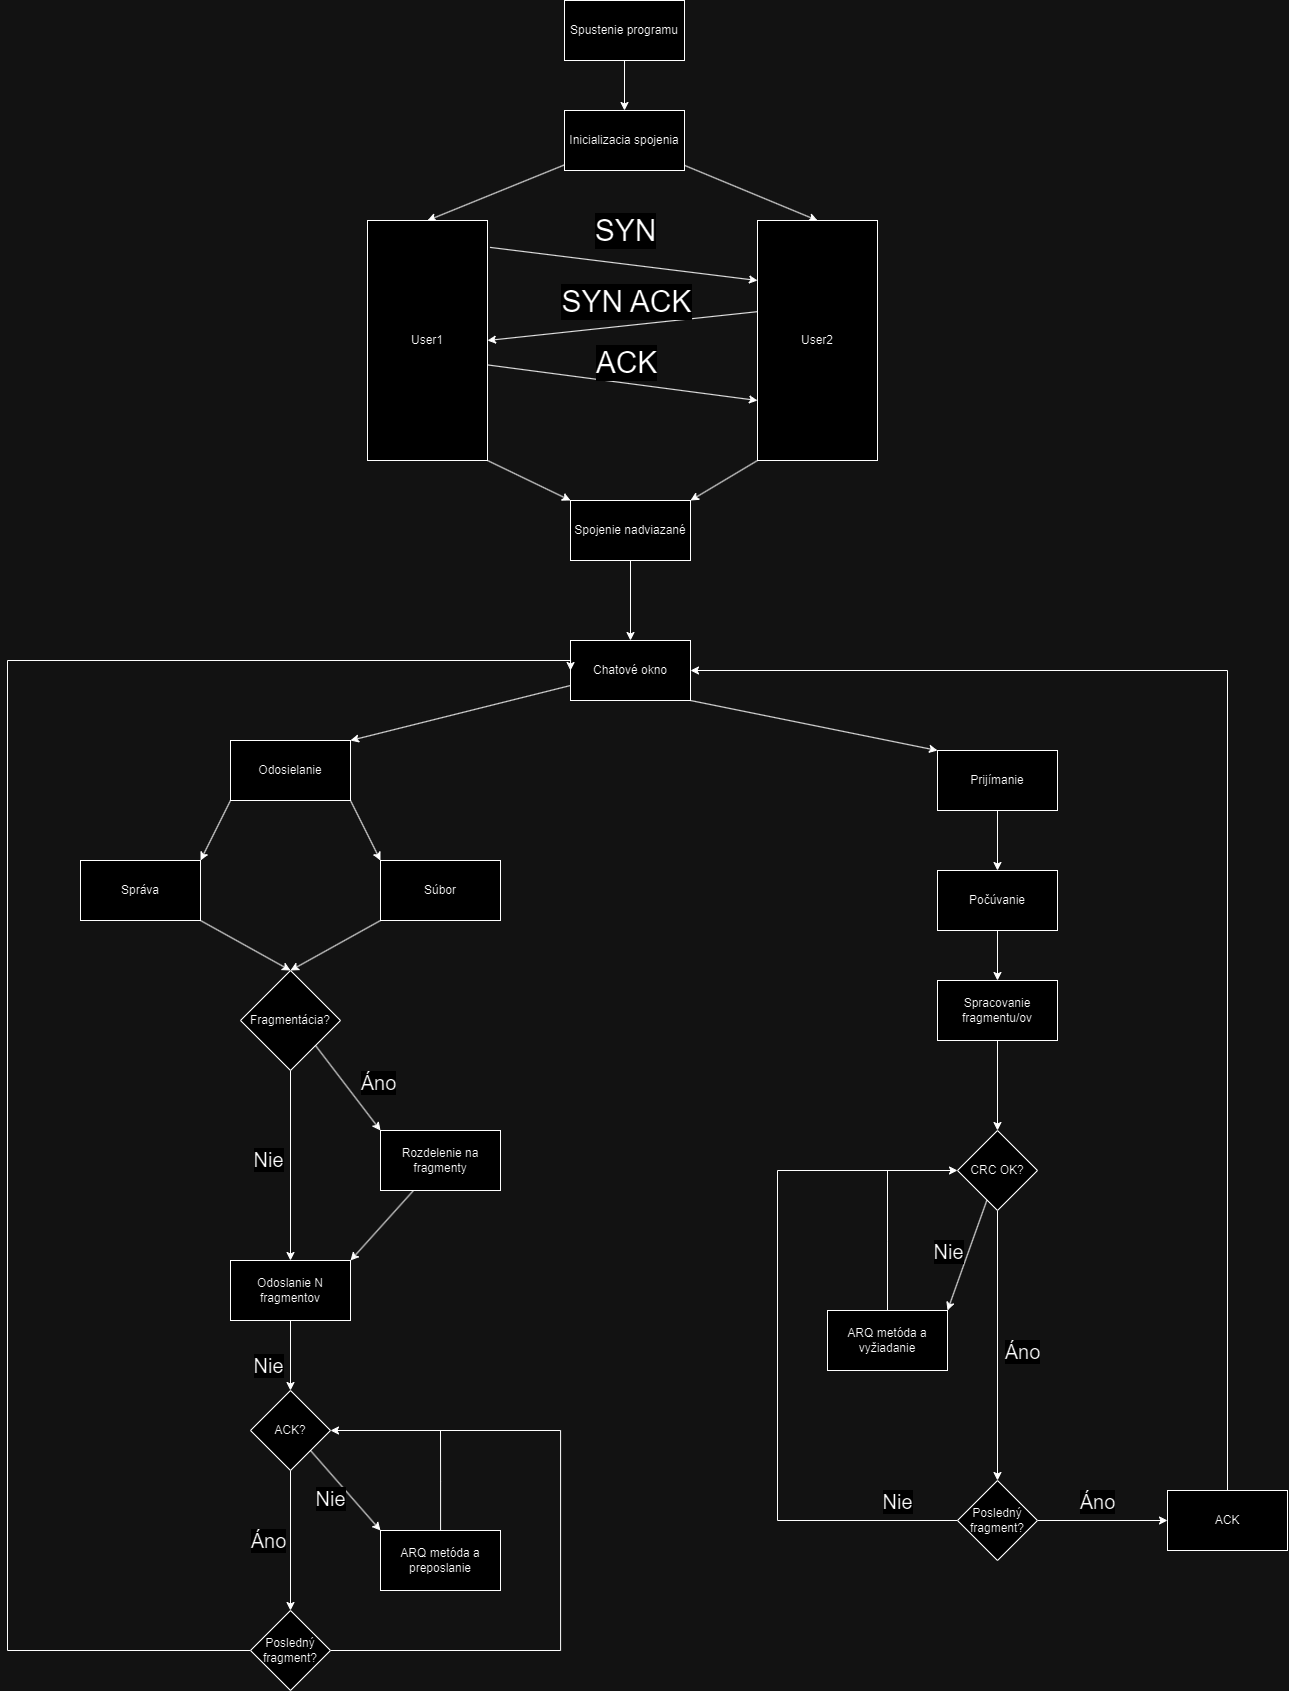 Spustenie programu
Inicializacia spojenia
SYN
SYN ACK
User1
User2
ACK
Spojenie nadviazané
Chatové okno
Odosielanie
Prijímanie
Správa
Súbor
Počúvanie
Spracovanie
fragmentu/ov
Fragmentácia?
Áno
Nie
Rozdelenie na
fragmenty
CRC OK?
Nie
Odoslanie N
fragmentov
ARQ metóda a
vyžiadanie
Áno
Nie
ACK?
Nie
Áno
ARQ metóda a
preposlanie
Nie
Posledný
fragment?
Áno
ACK
Posledný
fragment?